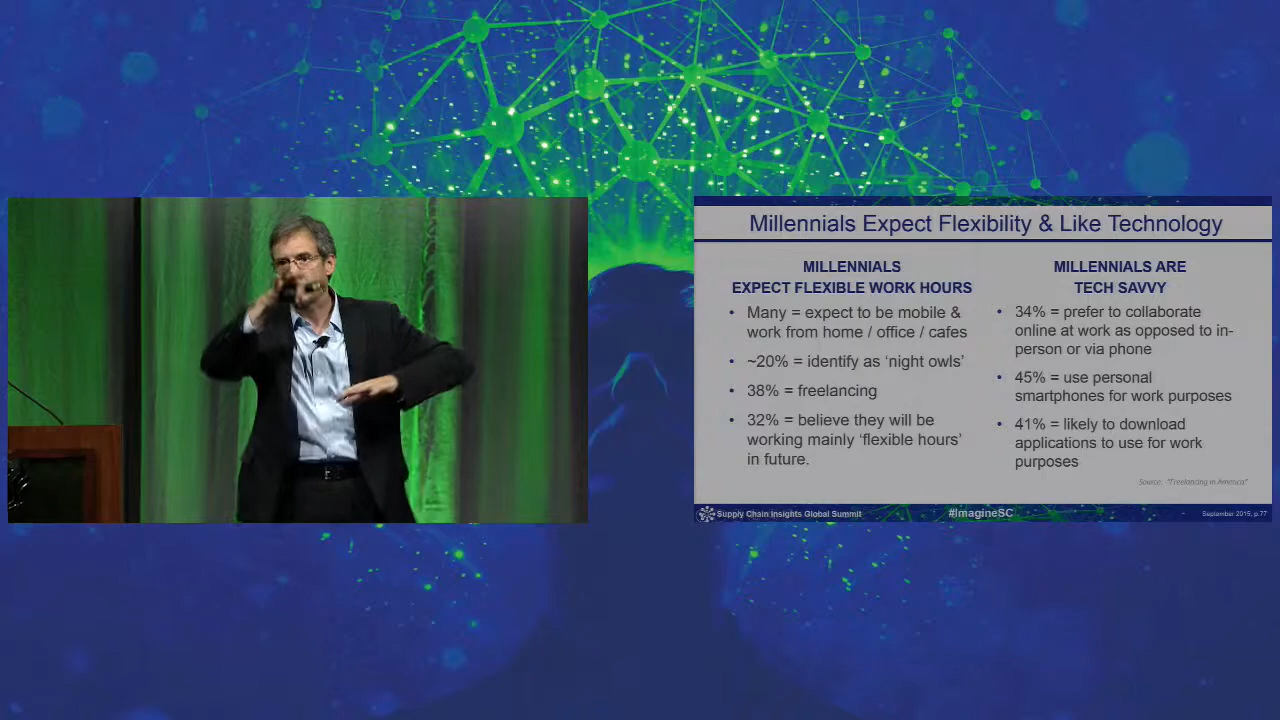 Millennials Expect Flexibility & Like Technology
MILLENNIALS
EXPECT FLEXIBLE WORK HOURS
• Many = expect to be mobile &
work from home / office / cafes
• ~20% = identify as ‘night owls’
• 38% = freelancing
• 32% = believe they will be
working mainly ‘flexible hours’
in future.
MILLENNIALS ARE
TECH SAVVY
• 34% = prefer to collaborate
online at work as opposed to in-
person or via phone
• 45% = use personal
smartphones for work purposes
• 41% = likely to download
applications to use for work
purposes
Source: "Freelancing in America"
Supply Chain Insights Global Summit
#ImagineSC
September 2015, p.77